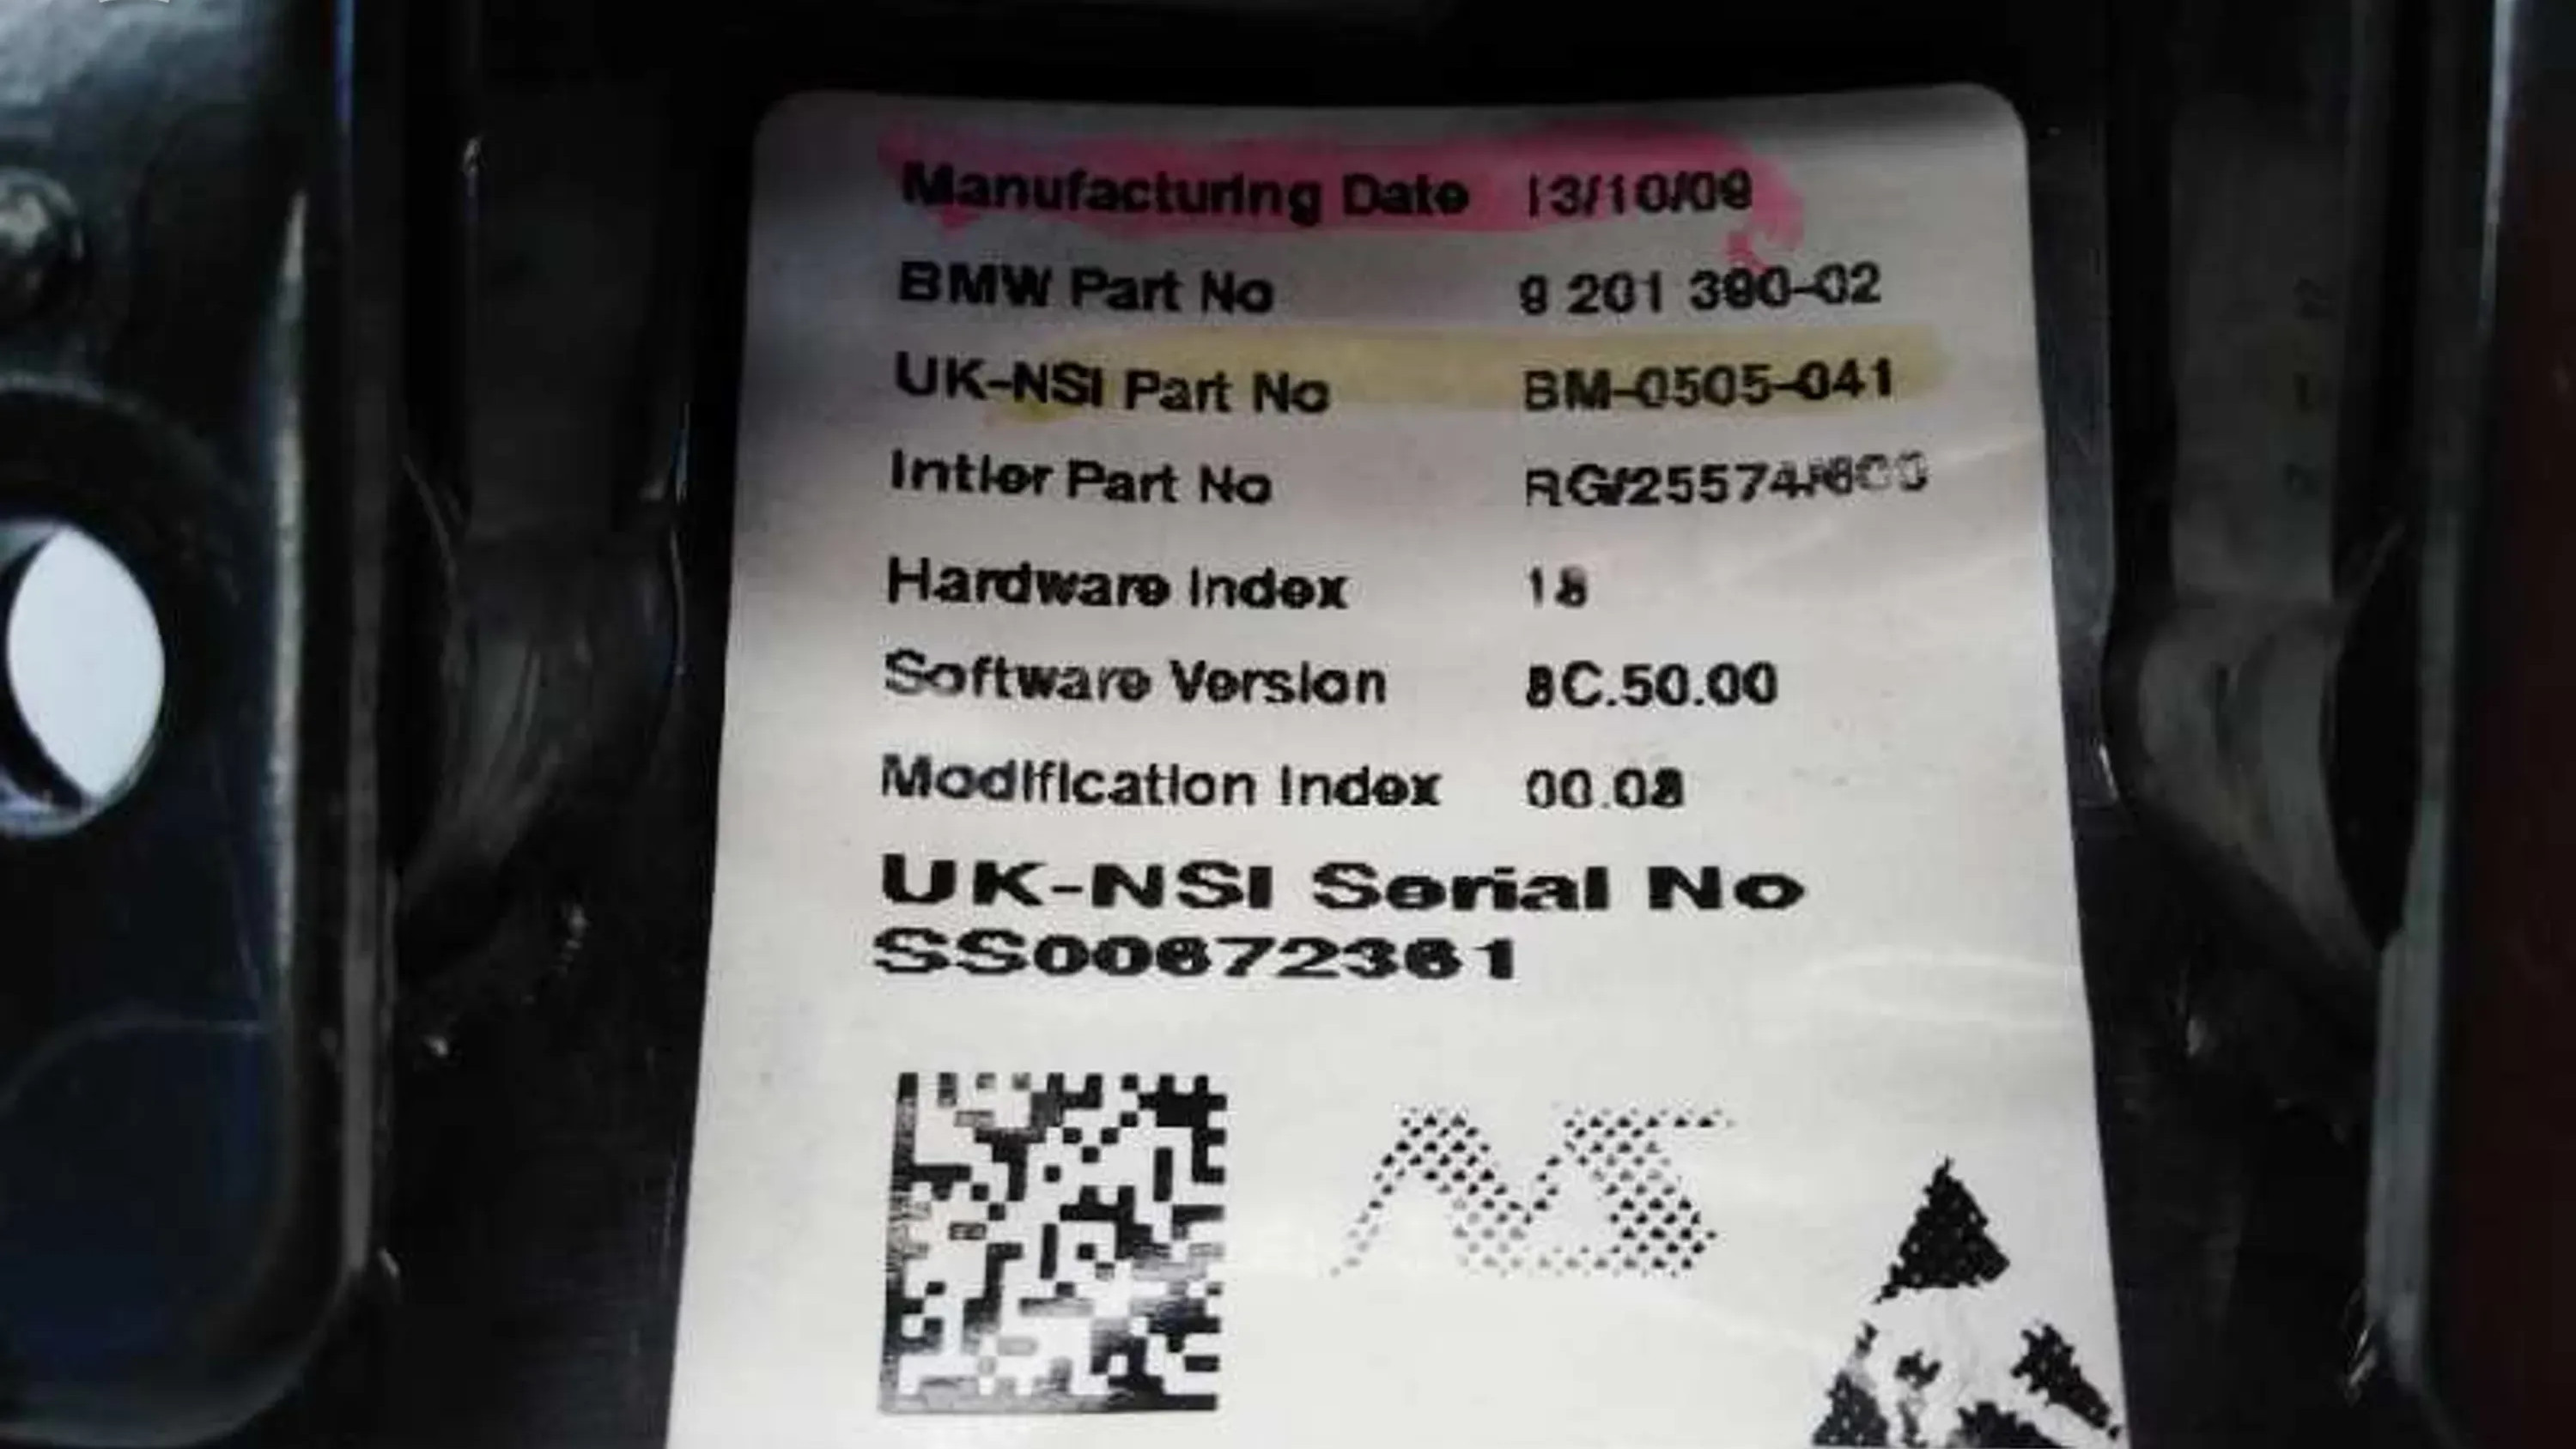 Manufacturing Date 13/10/09
BMW Part No 9 201 390-02
UK-NSI Part No BM-0505-041
Intier Part No
Hardware Index 18
Software Version 8C.50.00
Modification Index 00.08
UK-NSI Serial No
SS00672361